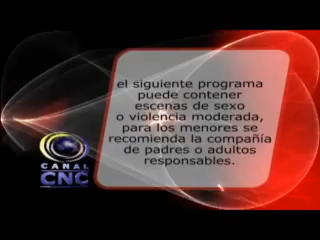 el siguiente programa
puede contener
escenas de sexo
o violencia moderada,
para los menores se
recomienda la compañía
de padres o adultos
responsables.
CANAL
CNC